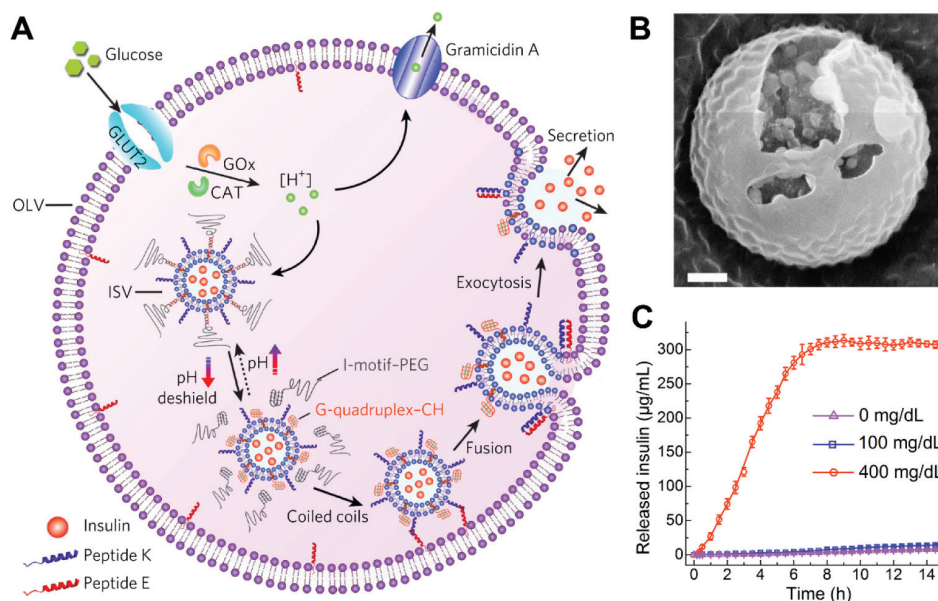 A
Glucose
GLUT2
GOx
CAT
[H+]
Gramicidin A
OLV
ISV
Secretion
Exocytosis
pH
deshield
pH
I-motif–PEG
G-quadruplex–CH
Fusion
Coiled coils
Insulin
Peptide K
Peptide E
B
C
Released insulin (µg/mL)
300
250
200
150
100
50
0
0 mg/dL
100 mg/dL
400 mg/dL
0 2 4 6 8 10 12 14
Time (h)